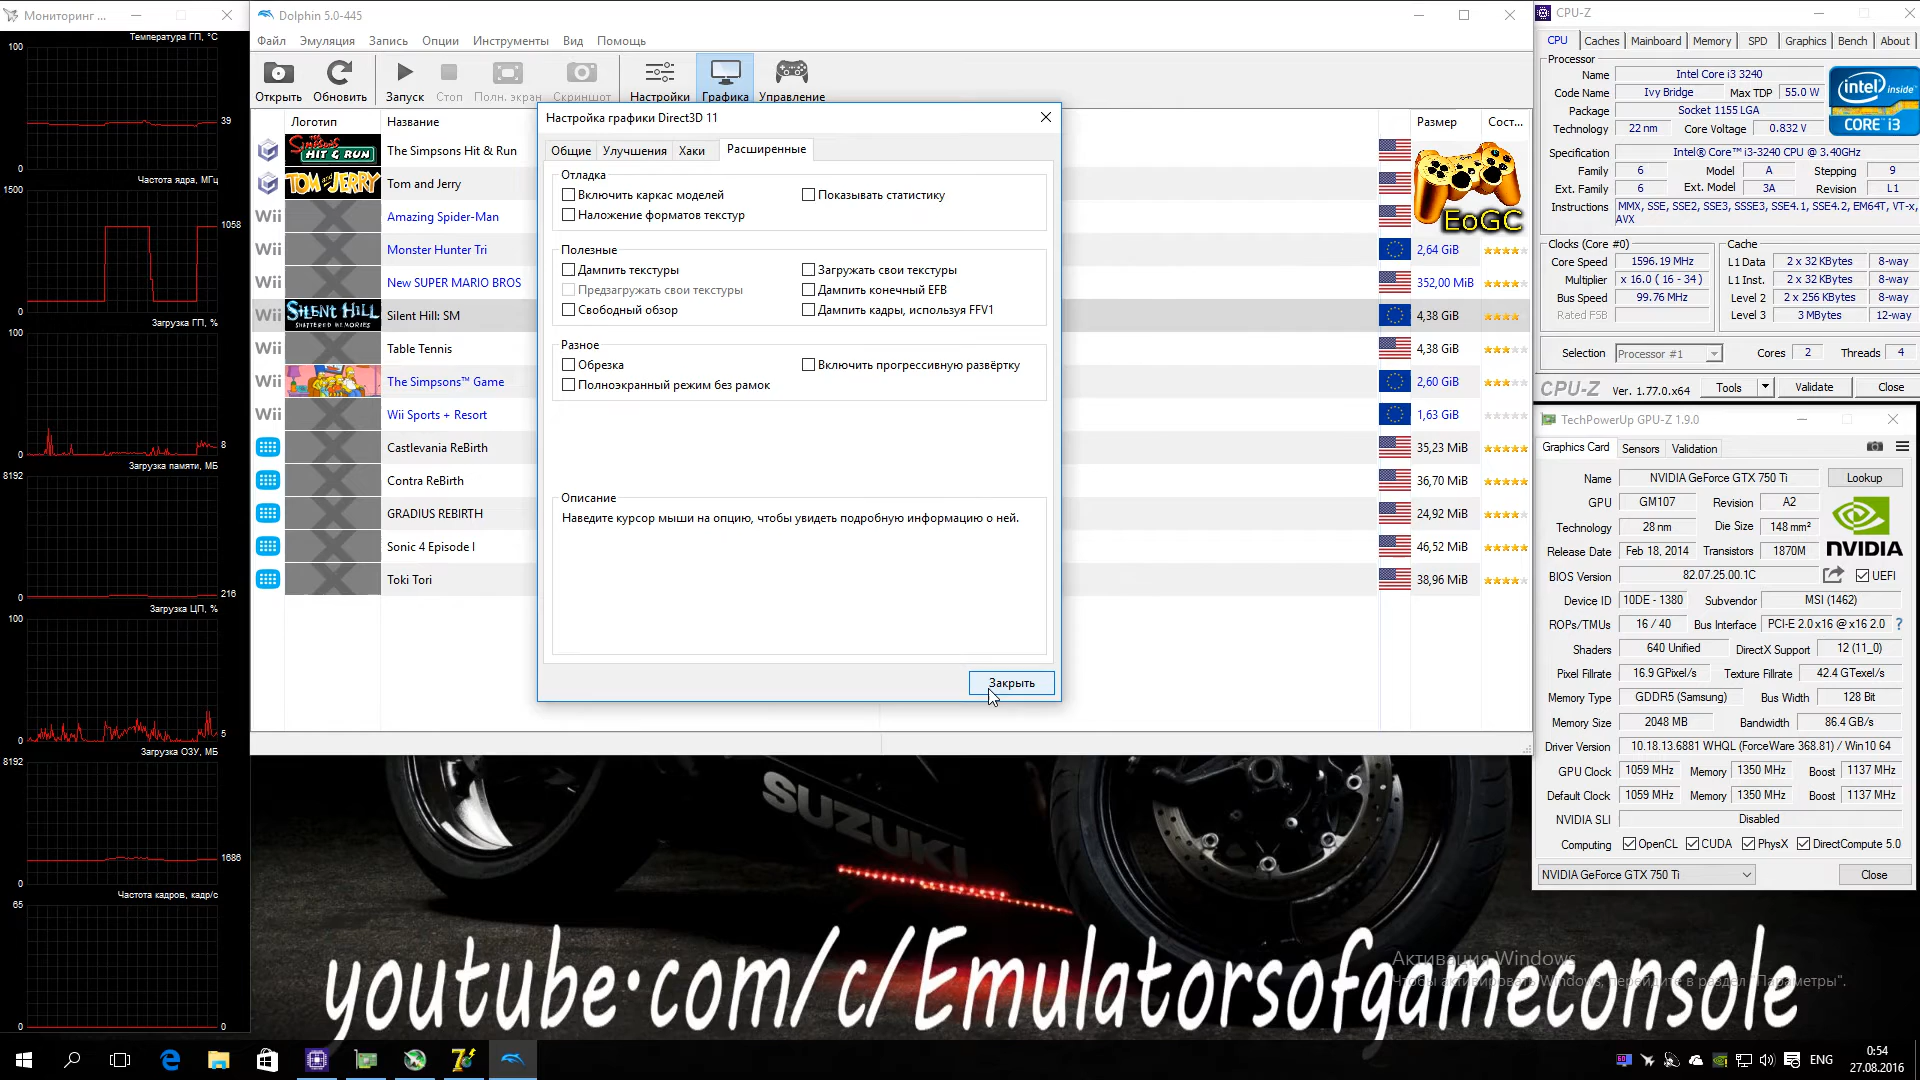 Мониторинг ...
Температура ГП, °C
100
39
0
Частота ядра, МГц
1500
1058
0
Загрузка ГП, %
100
8
0
Загрузка памяти, МБ
8192
216
0
Загрузка ЦП, %
100
5
0
Загрузка ОЗУ, МБ
8192
1686
0
Частота кадров, кадр/с
65
0
0
Dolphin 5.0-445
Файл Эмуляция Запись Опции Инструменты Вид Помощь
Открыть Обновить Запуск Стоп Полн. экран Скриншот Настройки Графика Управление
Логотип Название Размер Сост...
The Simpsons HIT & RUN The Simpsons Hit & Run
TOM and JERRY Tom and Jerry
Wii Amazing Spider-Man
EoGC
Wii Monster Hunter Tri 2,64 GiB
Wii New SUPER MARIO BROS 352,00 MiB
Wii SILENT HILL SHATTERED MEMORIES Silent Hill: SM 4,38 GiB
Wii Table Tennis 4,38 GiB
Wii The Simpsons™ Game 2,60 GiB
Wii Wii Sports + Resort 1,63 GiB
Castlevania ReBirth 35,23 MiB
Contra ReBirth 36,70 MiB
GRADIUS REBIRTH 24,92 MiB
Sonic 4 Episode I 46,52 MiB
Toki Tori 38,96 MiB
Настройка графики Direct3D 11
Общие Улучшения Хаки Расширенные
Отладка
Включить каркас моделей Показывать статистику
Наложение форматов текстур
Полезные
Дампить текстуры Загружать свои текстуры
Предзагружать свои текстуры Дампить конечный EFB
Свободный обзор Дампить кадры, используя FFV1
Разное
Обрезка Включить прогрессивную развёртку
Полноэкранный режим без рамок
Описание
Наведите курсор мыши на опцию, чтобы увидеть подробную информацию о ней.
Закрыть
CPU-Z
CPU Caches Mainboard Memory SPD Graphics Bench About
Processor
Name Intel Core i3 3240
Code Name Ivy Bridge Max TDP 55.0 W
Package Socket 1155 LGA
Technology 22 nm Core Voltage 0.832 V
intel inside CORE i3
Specification Intel® Core™ i3-3240 CPU @ 3.40GHz
Family 6 Model A Stepping 9
Ext. Family 6 Ext. Model 3A Revision L1
Instructions MMX, SSE, SSE2, SSE3, SSSE3, SSE4.1, SSE4.2, EM64T, VT-x,
AVX
Clocks (Core #0) Cache
Core Speed 1596.19 MHz L1 Data 2 x 32 KBytes 8-way
Multiplier x 16.0 ( 16 - 34 ) L1 Inst. 2 x 32 KBytes 8-way
Bus Speed 99.76 MHz Level 2 2 x 256 KBytes 8-way
Rated FSB Level 3 3 MBytes 12-way
Selection Processor #1 Cores 2 Threads 4
CPU-Z Ver. 1.77.0.x64 Tools Validate Close
TechPowerUp GPU-Z 1.9.0
Graphics Card Sensors Validation
Name NVIDIA GeForce GTX 750 Ti Lookup
GPU GM107 Revision A2
Technology 28 nm Die Size 148 mm²
Release Date Feb 18, 2014 Transistors 1870M
NVIDIA
BIOS Version 82.07.25.00.1C UEFI
Device ID 10DE - 1380 Subvendor MSI (1462)
ROPs/TMUs 16 / 40 Bus Interface PCI-E 2.0 x16 @ x16 2.0 ?
Shaders 640 Unified DirectX Support 12 (11_0)
Pixel Fillrate 16.9 GPixel/s Texture Fillrate 42.4 GTexel/s
Memory Type GDDR5 (Samsung) Bus Width 128 Bit
Memory Size 2048 MB Bandwidth 86.4 GB/s
Driver Version 10.18.13.6881 WHQL (ForceWare 368.81) / Win10 64
GPU Clock 1059 MHz Memory 1350 MHz Boost 1137 MHz
Default Clock 1059 MHz Memory 1350 MHz Boost 1137 MHz
NVIDIA SLI Disabled
Computing OpenCL CUDA PhysX DirectCompute 5.0
NVIDIA GeForce GTX 750 Ti Close
SUZUKI
youtube.com/c/Emulatorsofgameconsole
Активация Windows
Чтобы активировать Windows, перейдите в раздел "Параметры".
60 ENG 0:54
27.08.2016